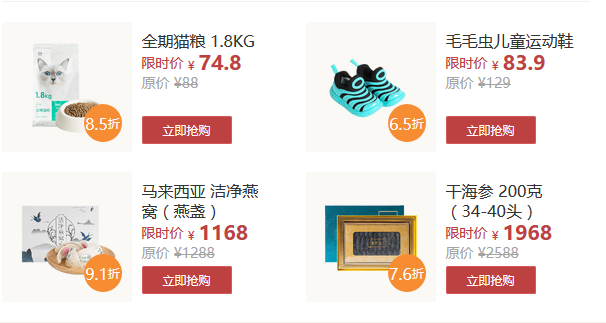 全期猫粮 1.8KG
限时价 ¥ 74.8
原价 ¥88
1.8kg
8.5折
立即抢购
毛毛虫儿童运动鞋
限时价 ¥ 83.9
原价 ¥129
6.5折
立即抢购
马来西亚 洁净燕
窝（燕盏）
限时价 ¥ 1168
原价 ¥1288
9.1折
立即抢购
干海参 200克
（34-40头）
限时价 ¥ 1968
原价 ¥2588
7.6折
立即抢购